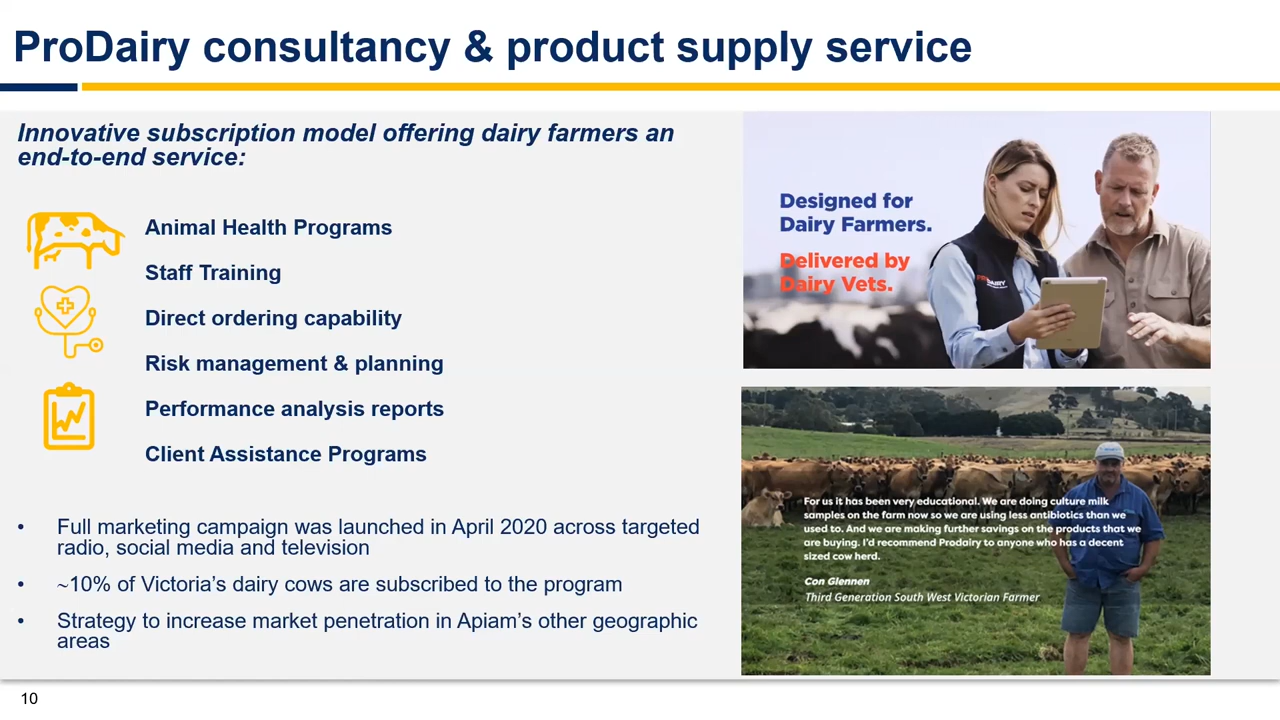 ProDairy consultancy & product supply service
Innovative subscription model offering dairy farmers an
end-to-end service:
Animal Health Programs
Staff Training
Direct ordering capability
Risk management & planning
Performance analysis reports
Client Assistance Programs
• Full marketing campaign was launched in April 2020 across targeted
radio, social media and television
• ~10% of Victoria's dairy cows are subscribed to the program
• Strategy to increase market penetration in Apiam's other geographic
areas
Designed for
Dairy Farmers.
Delivered by
Dairy Vets.
For us it has been very educational. We are doing culture milk
samples on the farm now so we are using less antibiotics than we
used to. And we are making further savings on the products that we
are buying. I'd recommend Prodairy to anyone who has a decent
sized cow herd.
Con Glennen
Third Generation South West Victorian Farmer
10